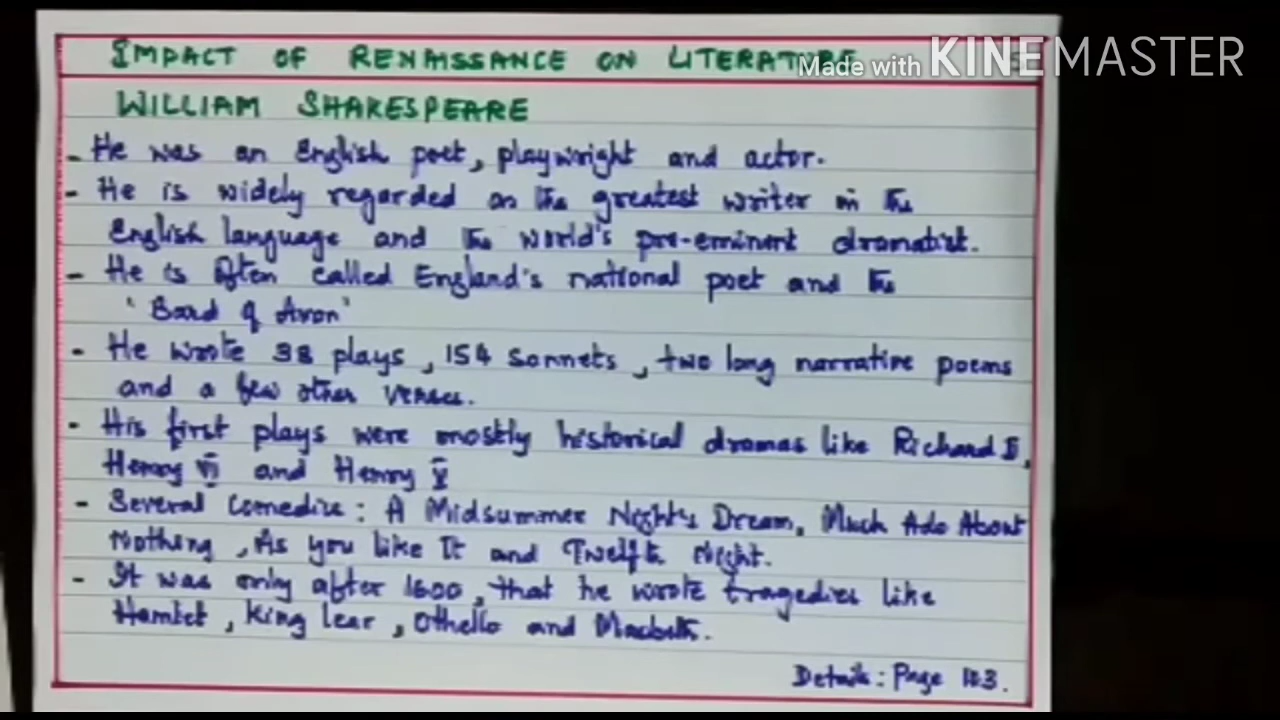 IMPACT OF RENAISSANCE ON LITERATURE
Made with KINEMASTER
WILLIAM SHAKESPEARE
- He was an English poet, playwright and actor.
- He is widely regarded as the greatest writer in the
English language and the world's pre-eminent dramatist.
- He is often called England's national poet and the
'Bard of Avon'
- He wrote 38 plays, 154 sonnets, two long narrative poems
and a few other verses.
- His first plays were mostly historical dramas like Richard II,
Henry VI and Henry V
- Several Comedies: A Midsummer Night's Dream, Much Ado About
Nothing, As you like It and Twelfth Night.
- It was only after 1600, that he wrote tragedies like
Hamlet, King lear, Othello and Macbeth.
Details: Page 103.